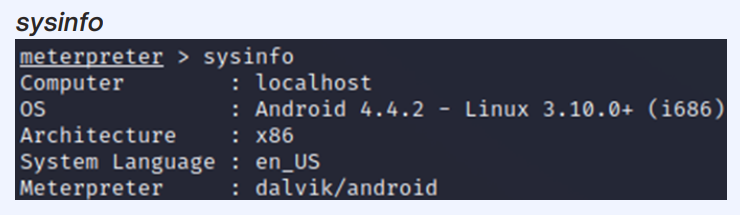 sysinfo
meterpreter > sysinfo
Computer : localhost
OS : Android 4.4.2 - Linux 3.10.0+ (i686)
Architecture : x86
System Language : en_US
Meterpreter : dalvik/android